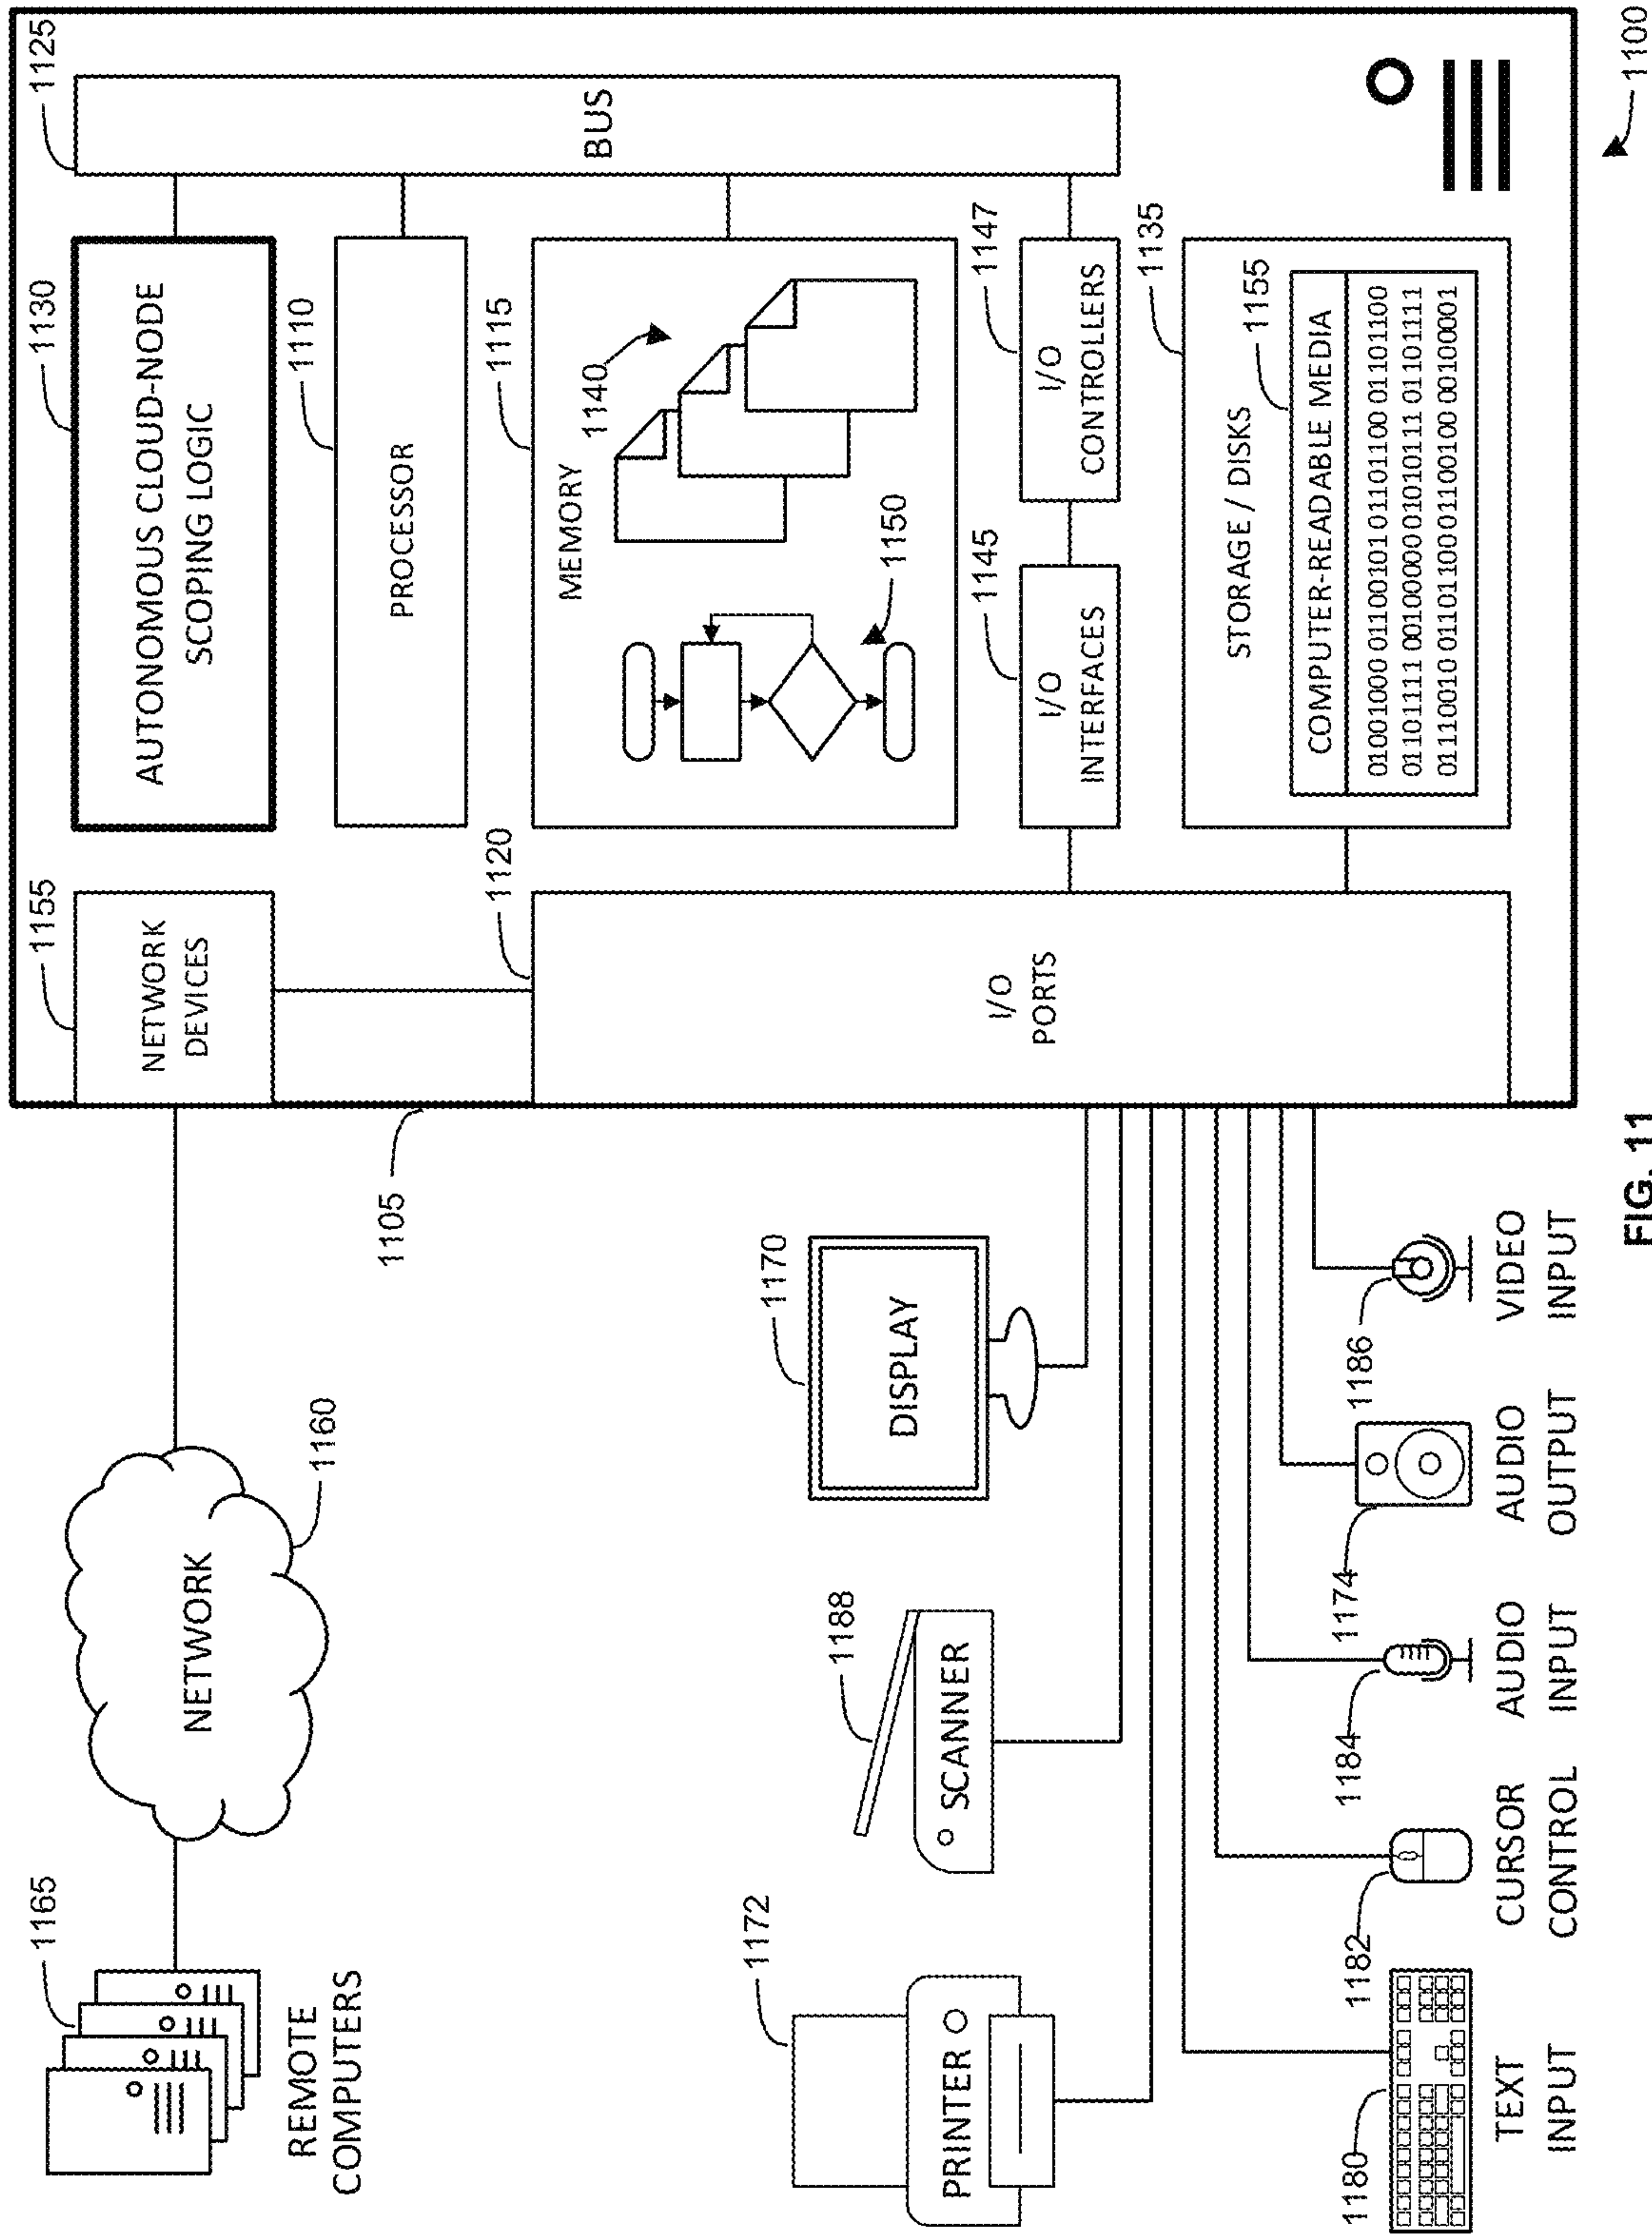 1165
1155
1130
1125
REMOTE
COMPUTERS
NETWORK
1160
NETWORK
DEVICES
AUTONOMOUS CLOUD-NODE
SCOPING LOGIC
1110
PROCESSOR
1105
1120
1115
BUS
MEMORY
1140
1150
1172
PRINTER
1188
SCANNER
1170
DISPLAY
I/O
PORTS
1145
I/O
INTERFACES
1147
I/O
CONTROLLERS
1135
STORAGE / DISKS
1155
COMPUTER-READABLE MEDIA
01001000 01100101 01101100 01101100
01101111 00100000 01010111 01101111
01110010 01101100 01100100 00100001
1180
1182
1184
1174
1186
TEXT
INPUT
CURSOR
CONTROL
AUDIO
INPUT
AUDIO
OUTPUT
VIDEO
INPUT
1100
FIG. 11